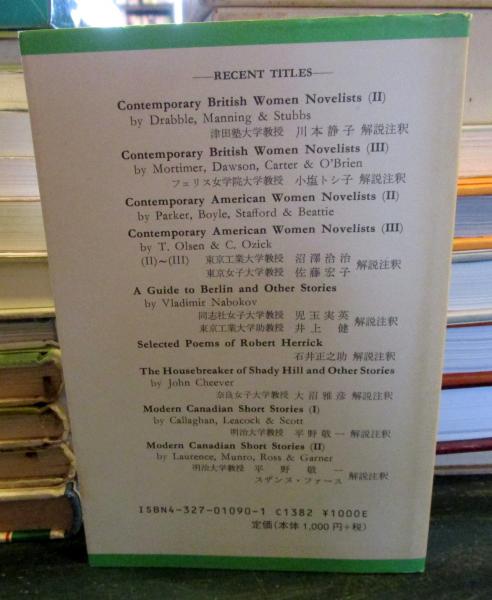 —RECENT TITLES—
Contemporary British Women Novelists (II)
by Drabble, Manning & Stubbs
津田塾大学教授 川本静子 解説注釈
Contemporary British Women Novelists (III)
by Mortimer, Dawson, Carter & O'Brien
フェリス女学院大学教授 小塩トシ子 解説注釈
Contemporary American Women Novelists (II)
by Parker, Boyle, Stafford & Beattie
Contemporary American Women Novelists (III)
by T. Olsen & C. Ozick
(II)~(III) 東京工業大学教授 沼澤洽治
東京女子大学教授 佐藤宏子 解説注釈
A Guide to Berlin and Other Stories
by Vladimir Nabokov
同志社女子大学教授 児玉実英
東京工業大学助教授 井上健 解説注釈
Selected Poems of Robert Herrick
石井正之助 解説注釈
The Housebreaker of Shady Hill and Other Stories
by John Cheever
奈良女子大学教授 大沼雅彦 解説注釈
Modern Canadian Short Stories (I)
by Callaghan, Leacock & Scott
明治大学教授 平野敬一 解説注釈
Modern Canadian Short Stories (II)
by Laurence, Munro, Ross & Garner
明治大学教授 平野敬一
スザンヌ・ファース 解説注釈
ISBN4-327-01090-1 C1382 ¥1000E
定価(本体1,000円+税)